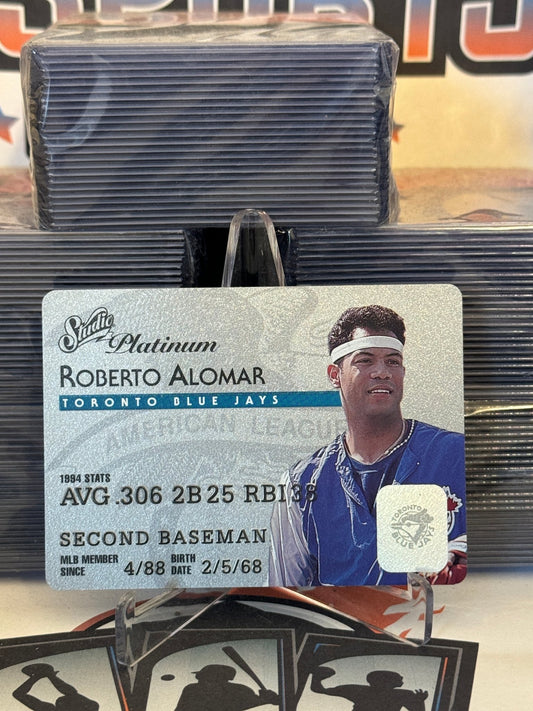 SPORTS
Studio Platinum
ROBERTO ALOMAR
TORONTO BLUE JAYS
AMERICAN LEAGUE
1994 STATS
AVG .306 2B 25 RBI 38
SECOND BASEMAN
MLB MEMBER SINCE 4/88 BIRTH DATE 2/5/68
TORONTO
BLUE JAYS